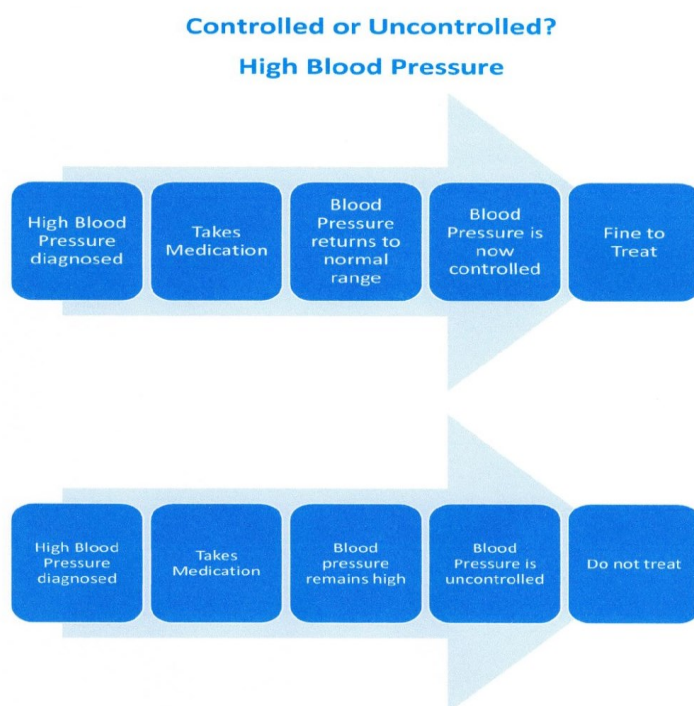 Controlled or Uncontrolled?
High Blood Pressure
High Blood
Pressure
diagnosed
Takes
Medication
Blood
Pressure
returns to
normal
range
Blood
Pressure is
now
controlled
Fine to
Treat
High Blood
Pressure
diagnosed
Takes
Medication
Blood
pressure
remains high
Blood
Pressure is
uncontrolled
Do not treat